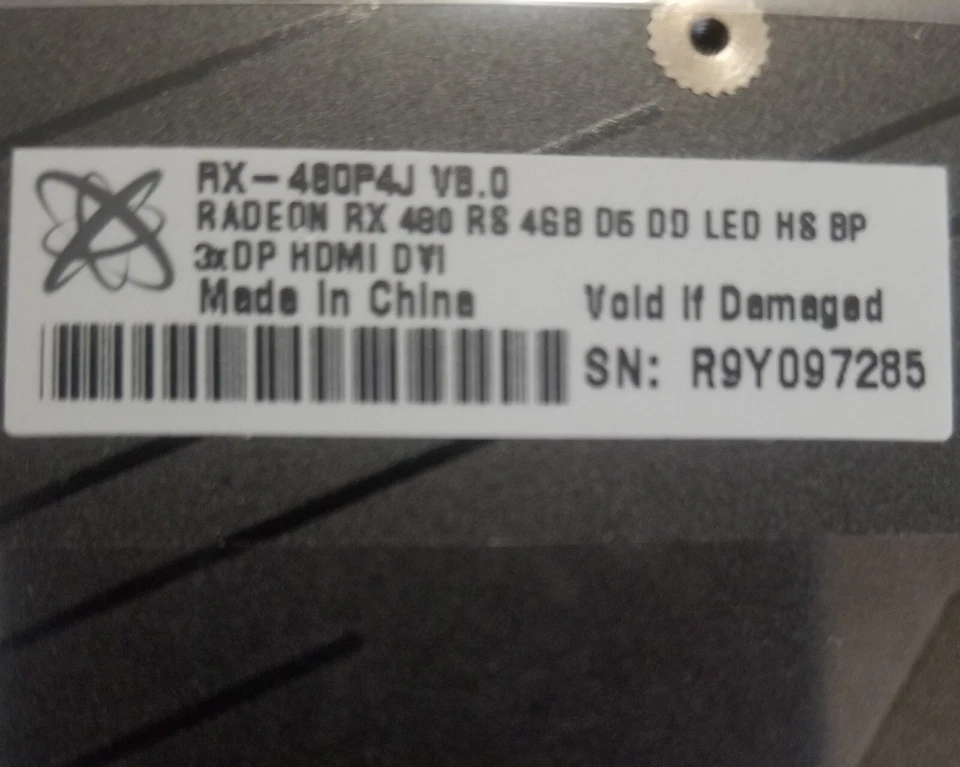 RX-480P4J V8.0
RADEON RX 480 RS 4GB D5 DD LED HS BP
3xDP HDMI DVI
Made in China
Void If Damaged
SN: R9Y097285